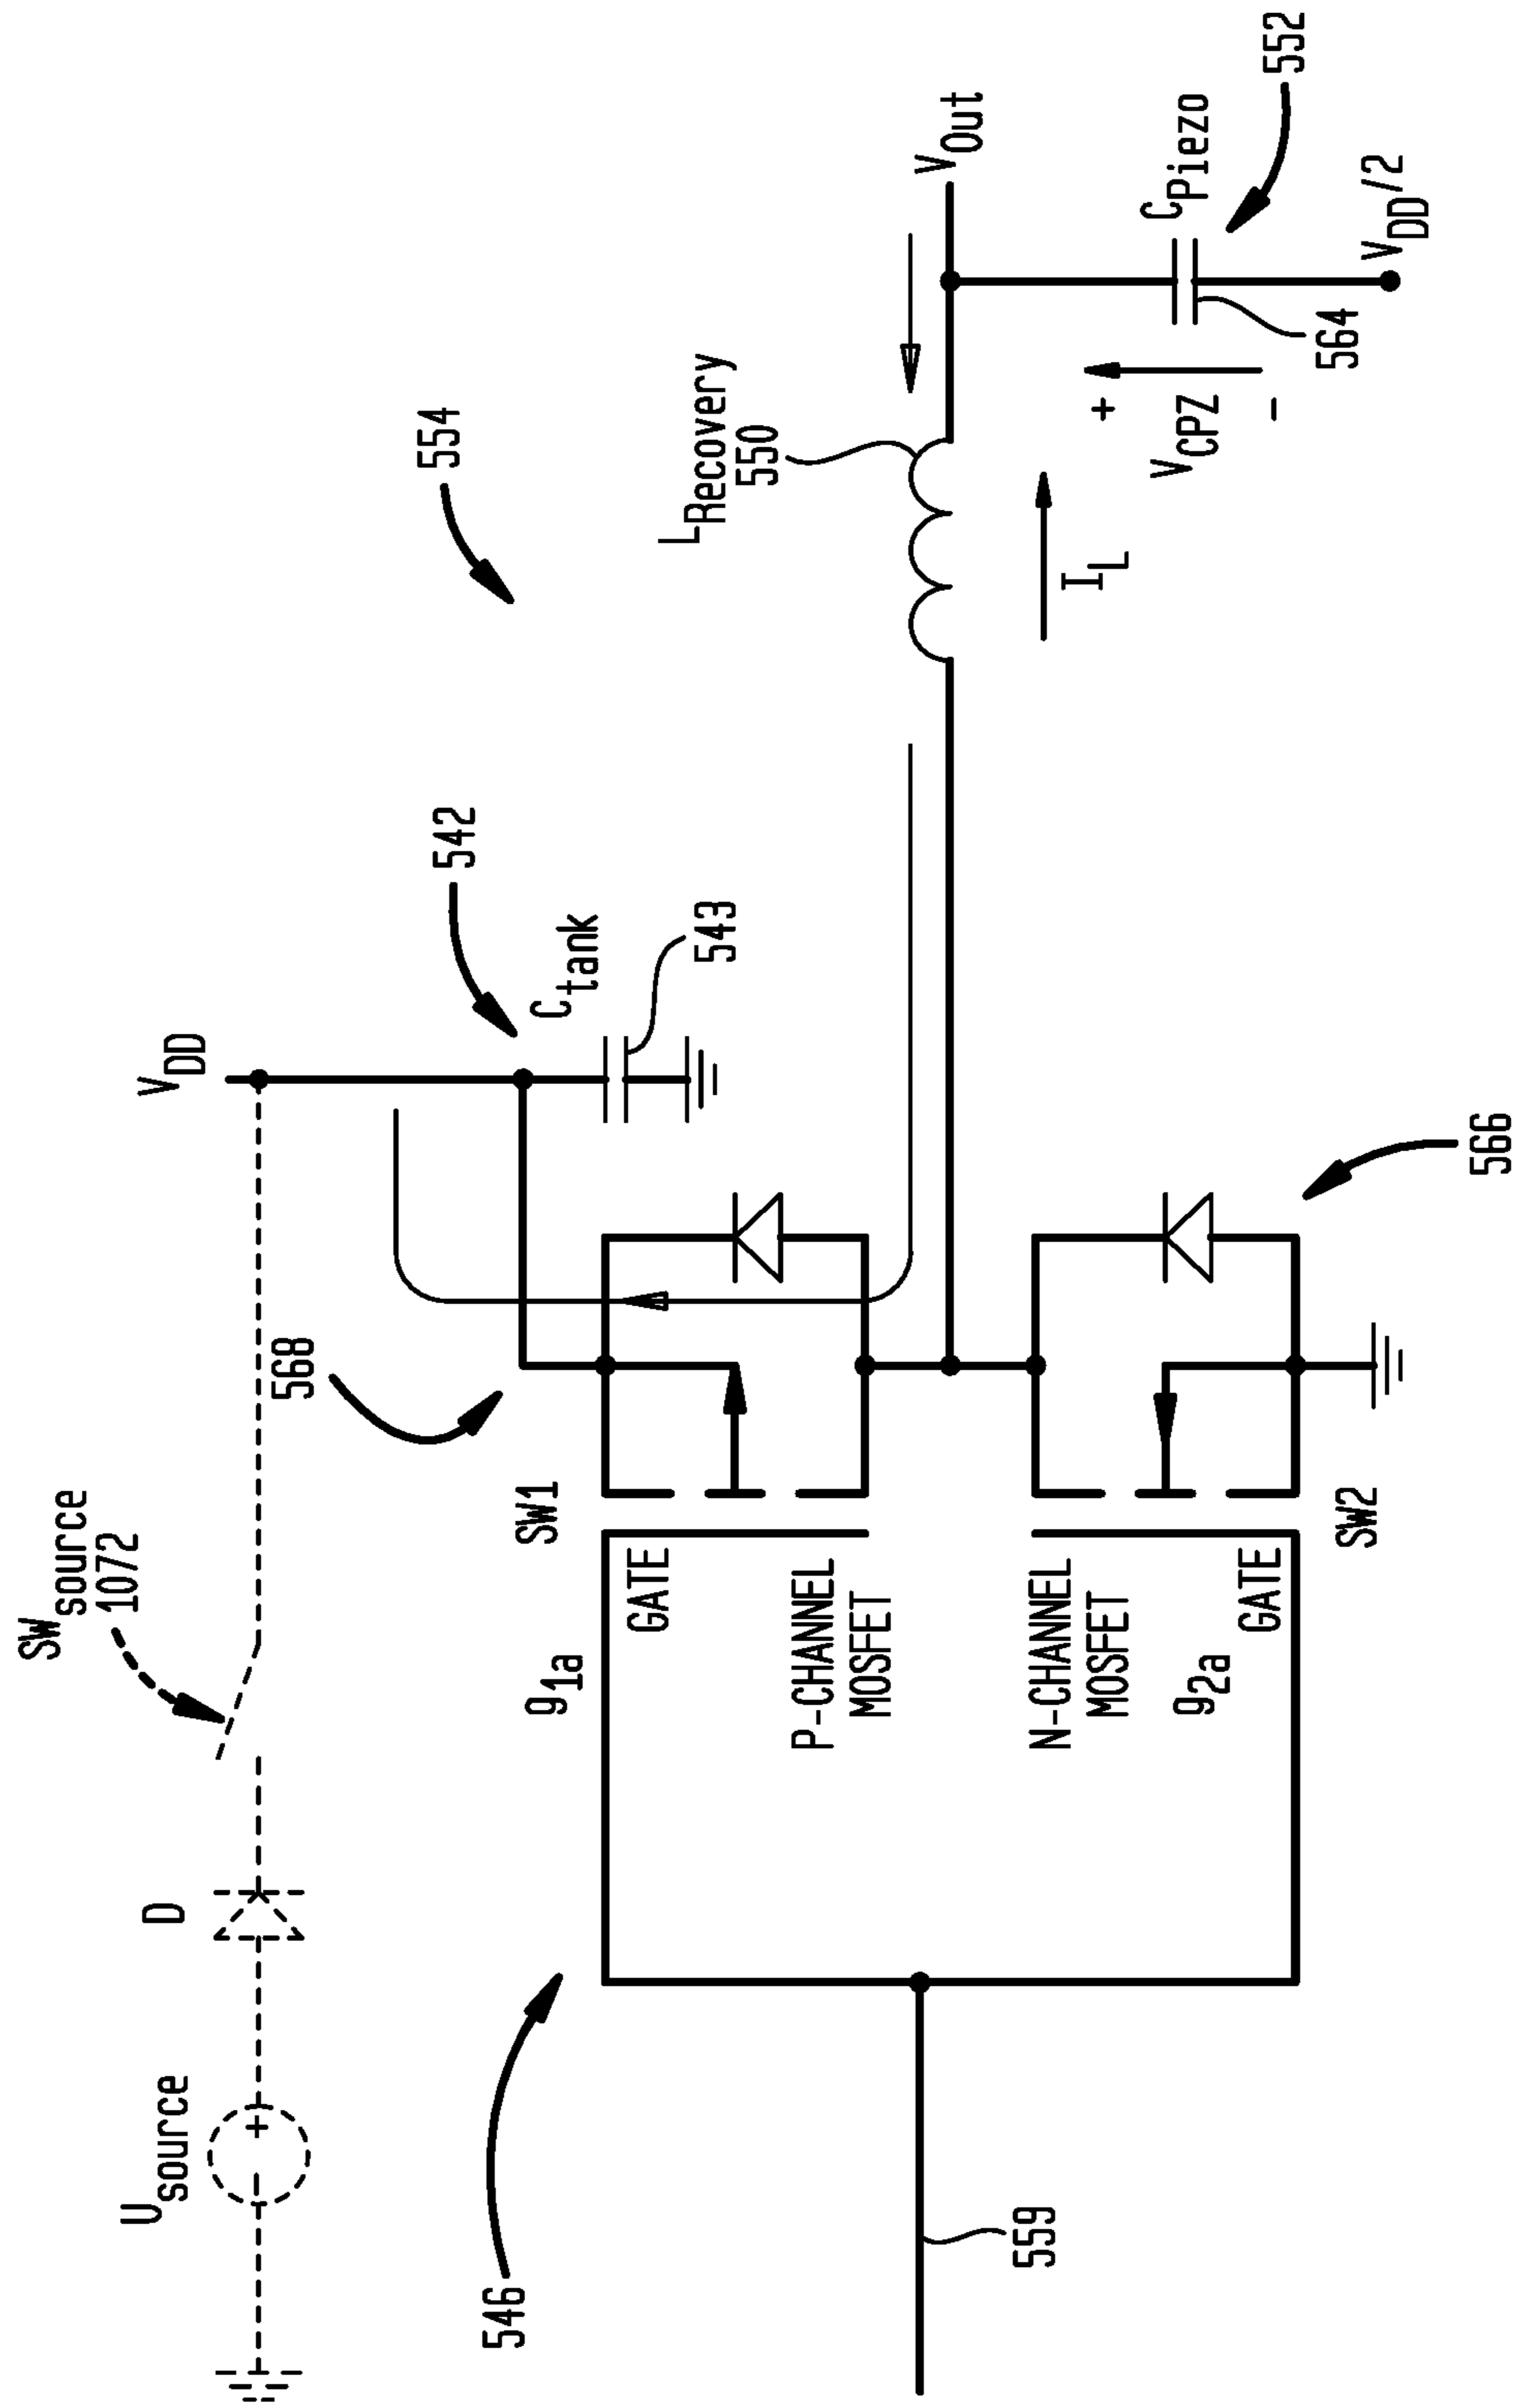 U_source
D
SW_source
1072
V_DD
546
568
542
554
C_tank
543
SW1
g_1a
GATE
P-CHANNEL
MOSFET
L_Recovery
550
V_Out
559
N-CHANNEL
MOSFET
g_2a
GATE
SW2
566
I_L
+
V_CPZ
-
C_Piezo
552
564
V_DD/2
- +